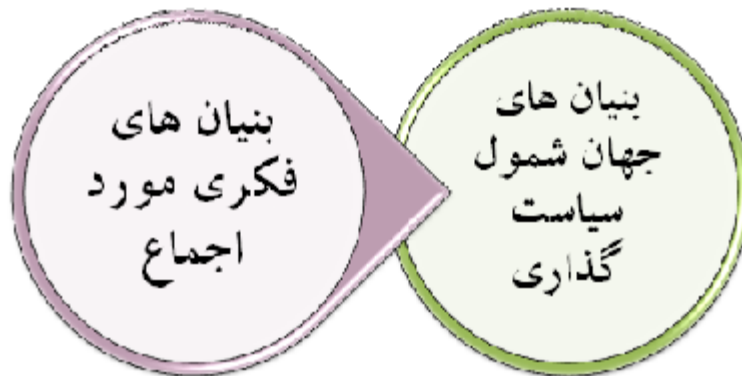 بنیان های
جهان شمول
سیاست
گذاری
بنیان های
فکری مورد
اجماع